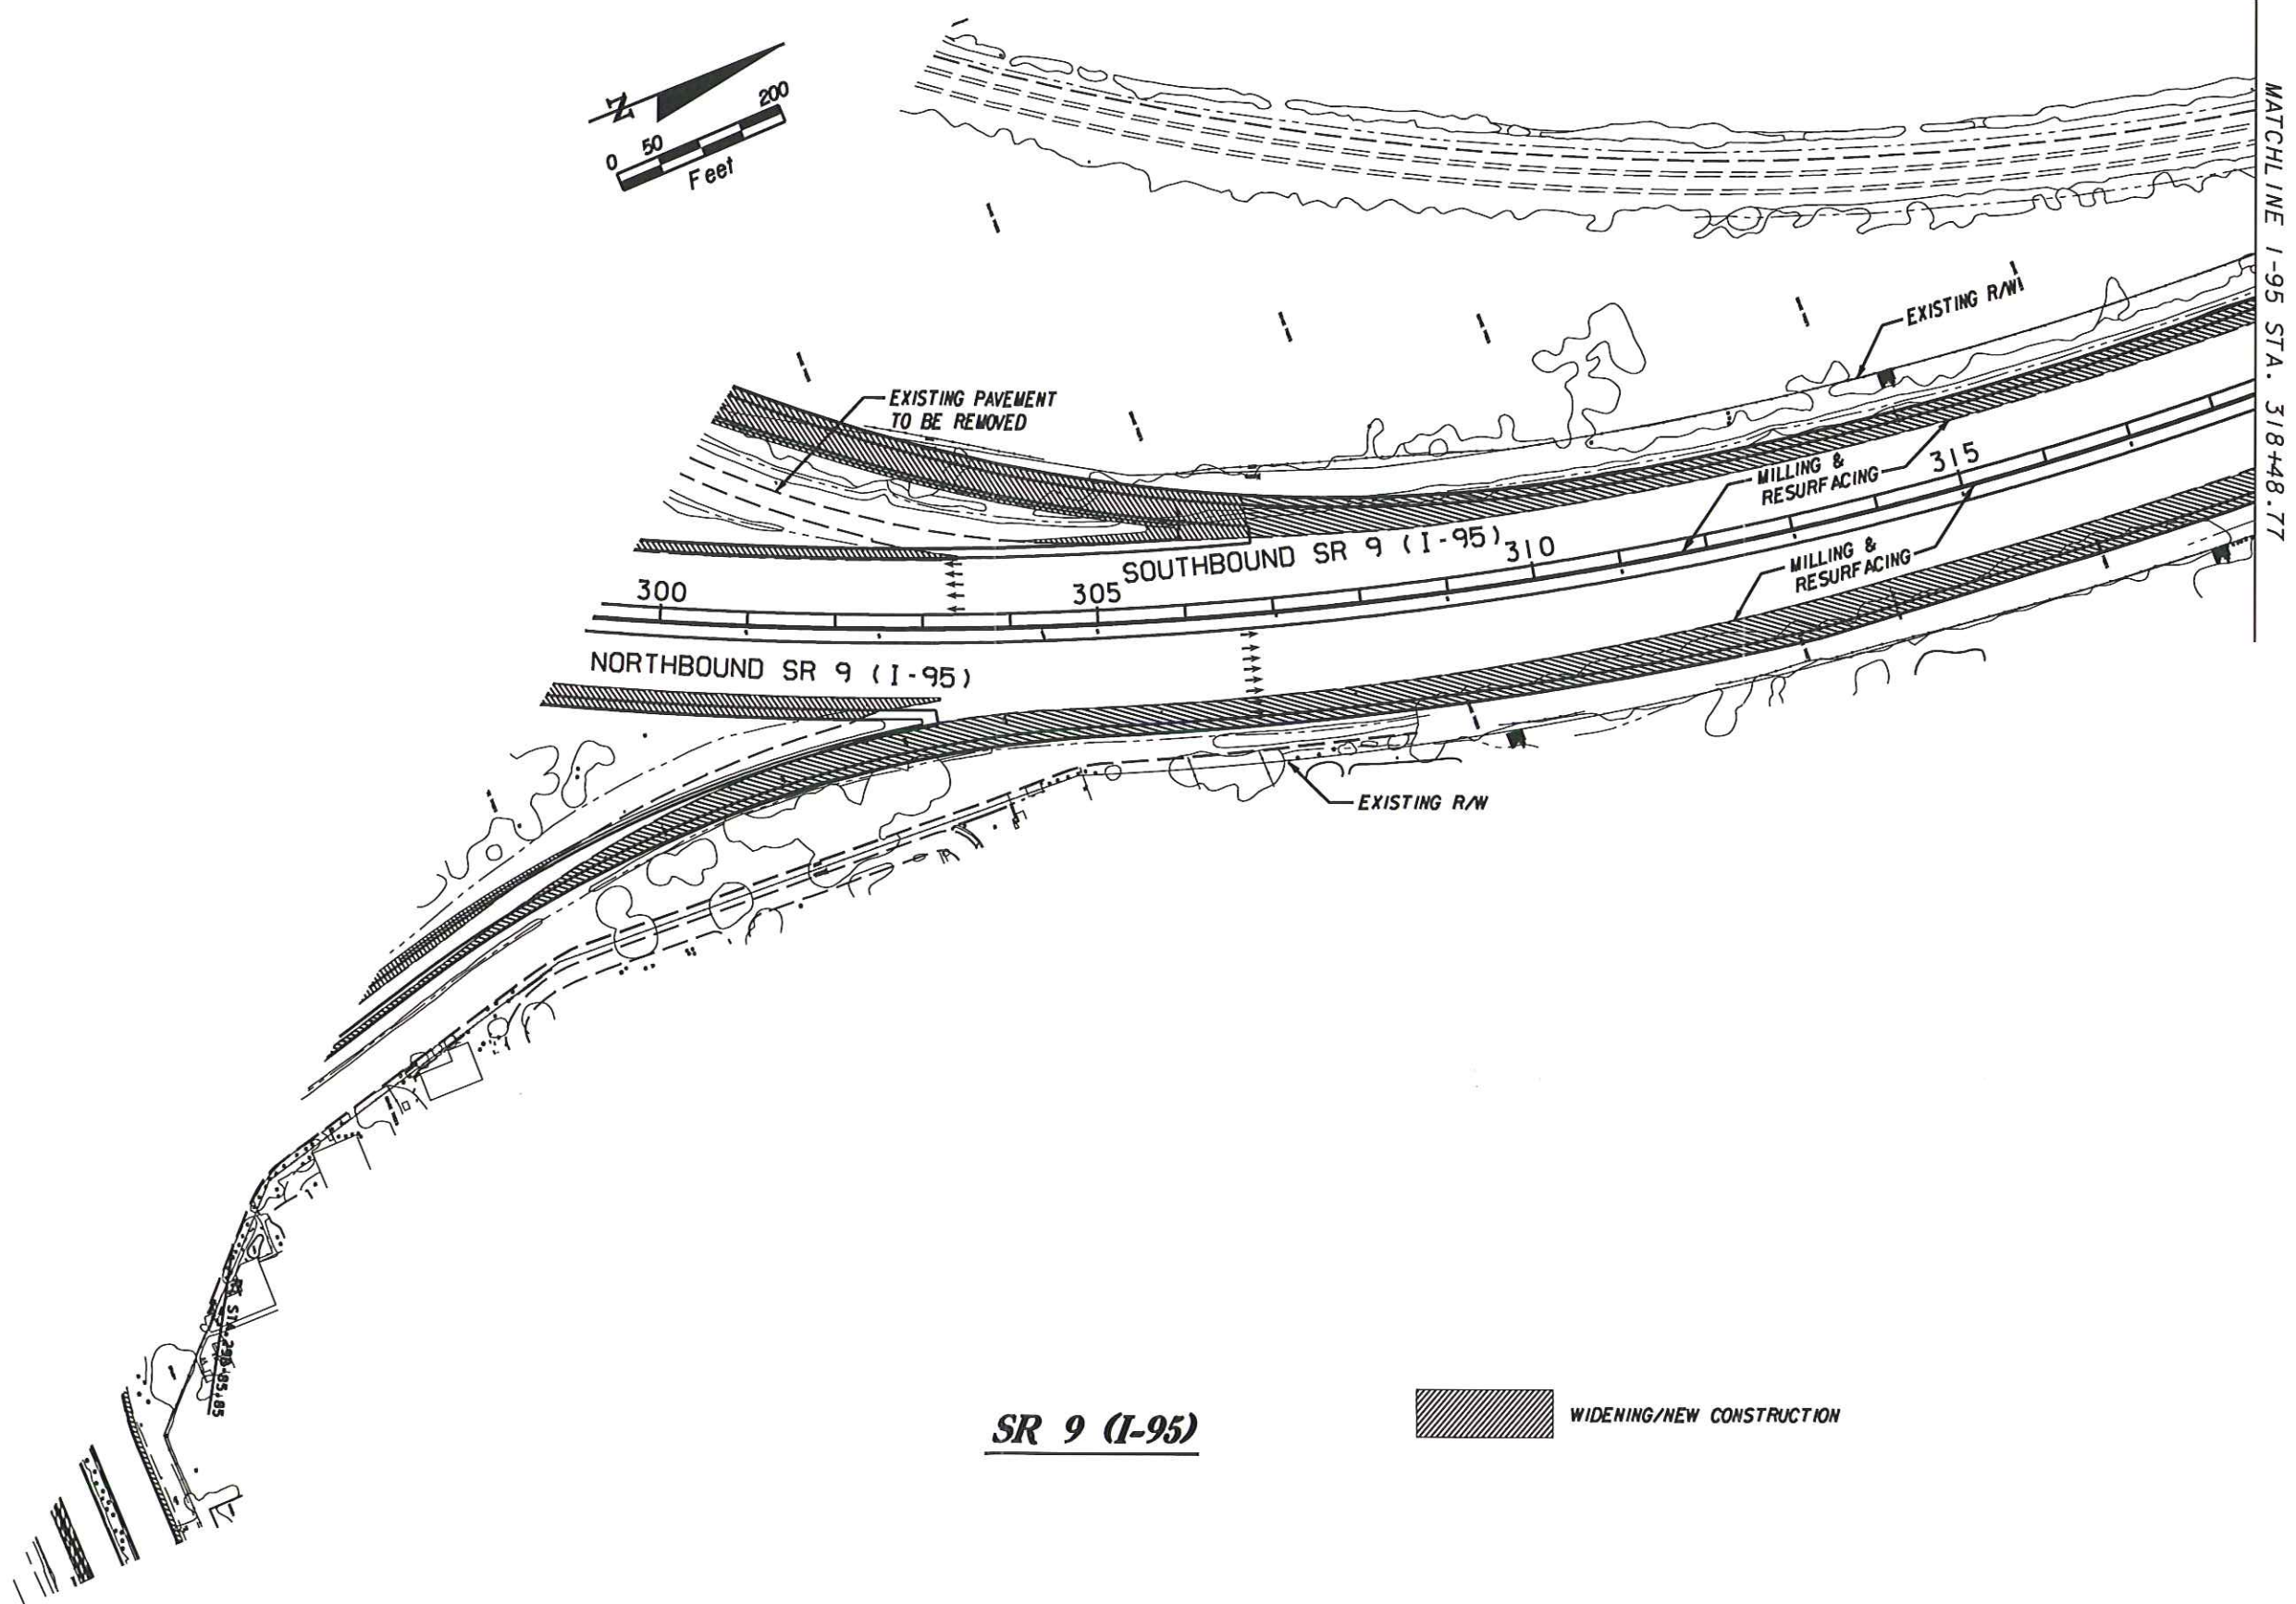 N
0 50 200
Feet
MATCHLINE I-95 STA. 318+48.77
EXISTING R/W
EXISTING PAVEMENT
TO BE REMOVED
MILLING &
RESURFACING
315
SOUTHBOUND SR 9 (I-95)
310
MILLING &
RESURFACING
300
305
NORTHBOUND SR 9 (I-95)
EXISTING R/W
SR 9 (I-95)
WIDENING/NEW CONSTRUCTION